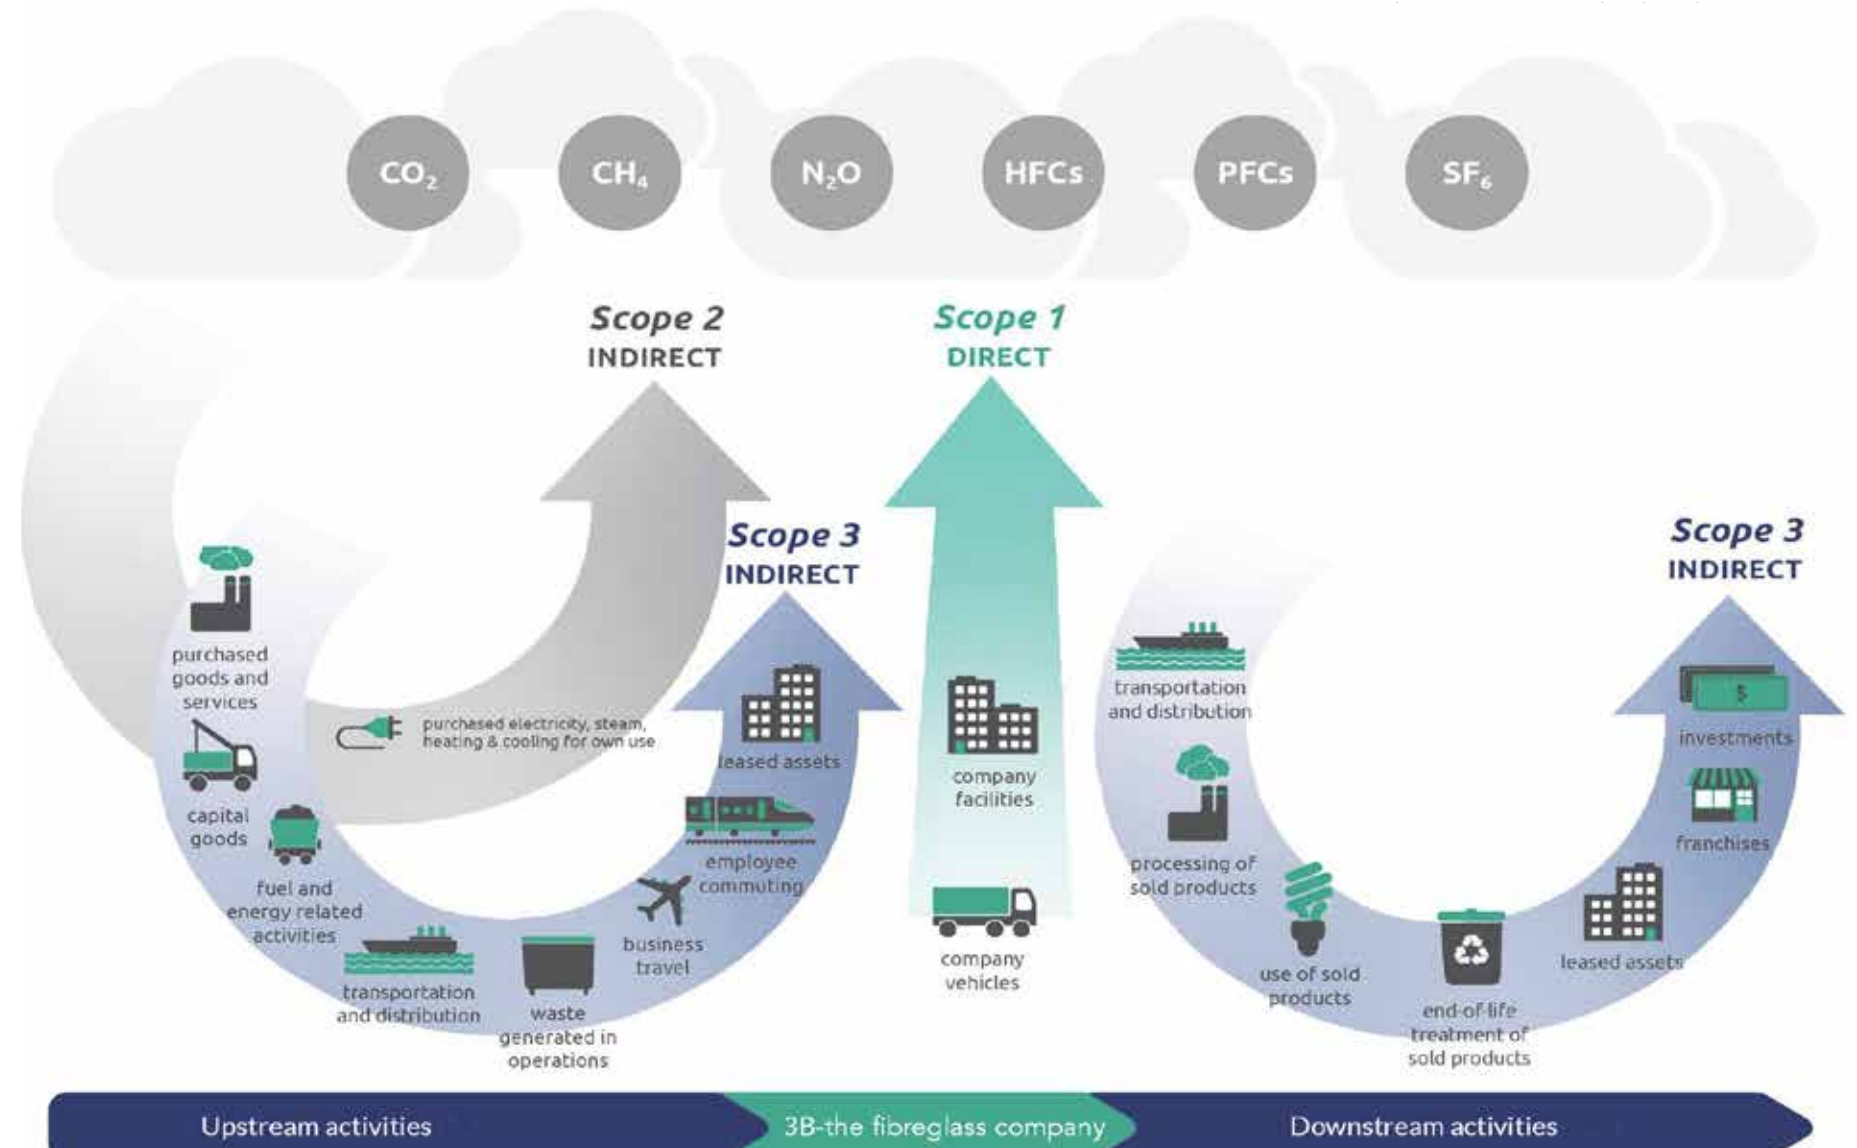 CO₂
CH₄
N₂O
HFCs
PFCs
SF₆
Scope 2
INDIRECT
Scope 1
DIRECT
Scope 3
INDIRECT
Scope 3
INDIRECT
purchased
goods and
services
capital
goods
fuel and
energy related
activities
transportation
and distribution
waste
generated in
operations
business
travel
employee
commuting
leased assets
purchased electricity, steam,
heating & cooling for own use
company
facilities
company
vehicles
transportation
and distribution
processing of
sold products
use of sold
products
end-of-life
treatment of
sold products
leased assets
franchises
$
investments
Upstream activities
3B-the fibreglass company
Downstream activities